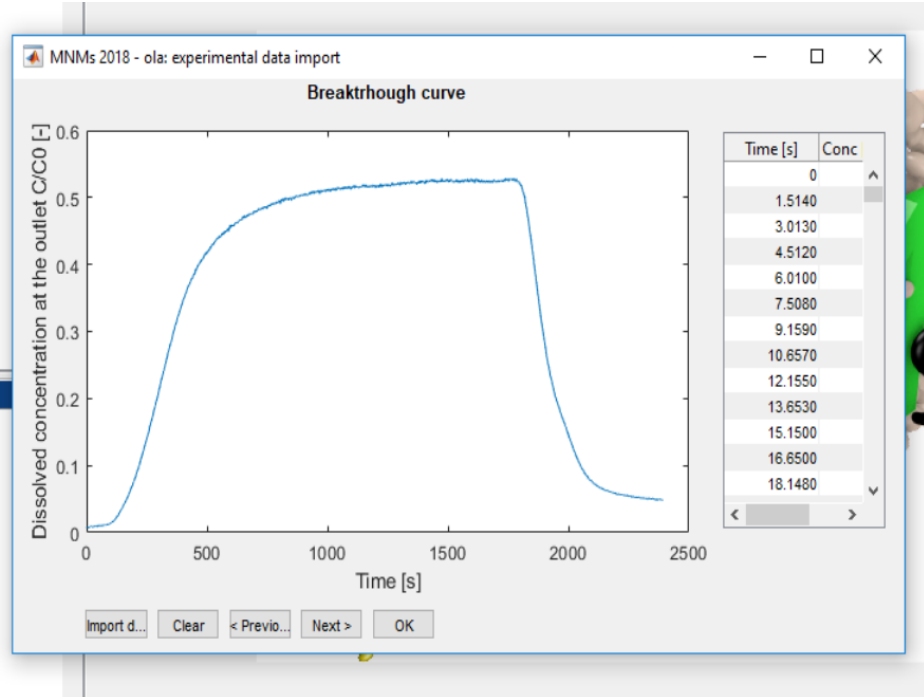 MNMs 2018 - ola: experimental data import
Breaktrhough curve
Dissolved concentration at the outlet C/C0 [-]
0.6
0.5
0.4
0.3
0.2
0.1
0
0 500 1000 1500 2000 2500
Time [s]
Time [s] Conc
0
1.5140
3.0130
4.5120
6.0100
7.5080
9.1590
10.6570
12.1550
13.6530
15.1500
16.6500
18.1480
Import d... Clear < Previo... Next > OK